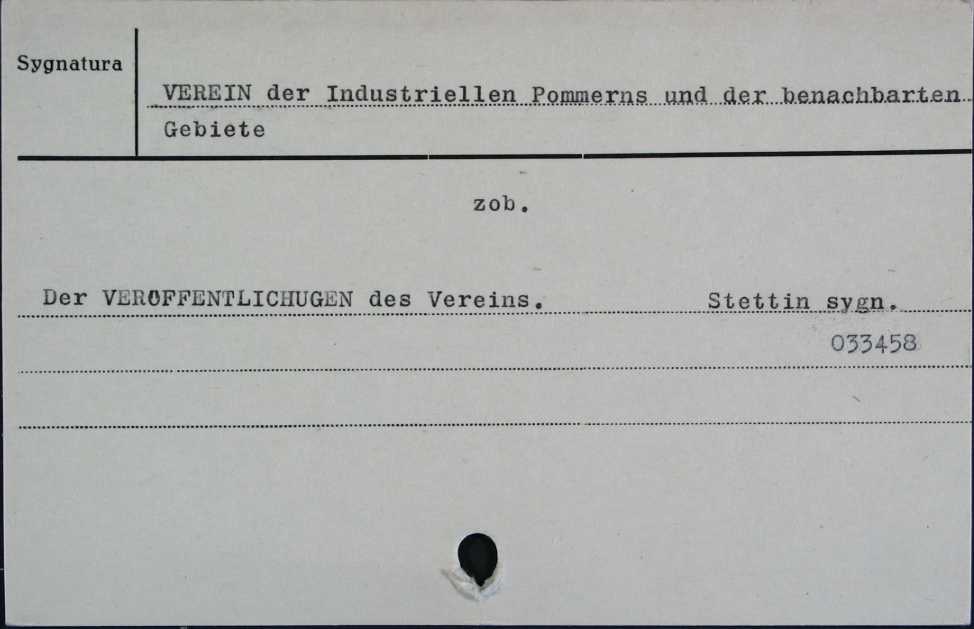 Sygnatura
VEREIN der Industriellen Pommerns und der benachbarten
Gebiete
zob.
Der VERÖFFENTLICHUGEN des Vereins. Stettin sygn.
033458